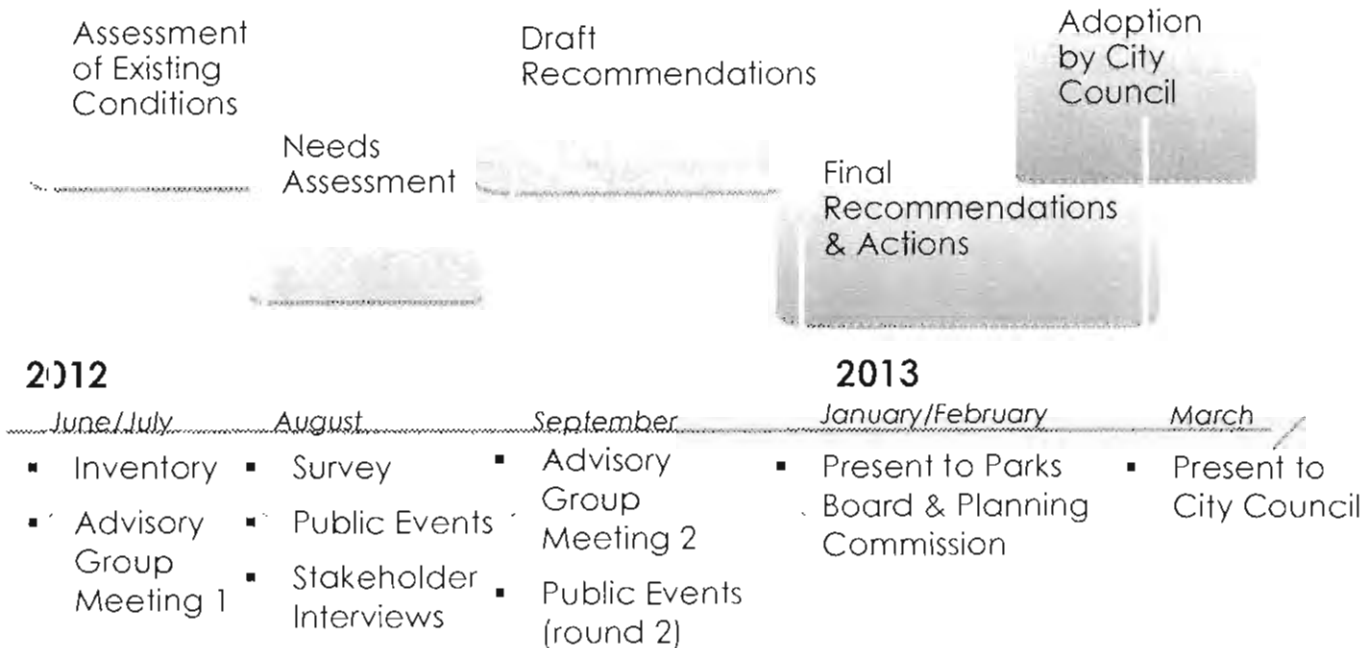 Assessment
of Existing
Conditions
Needs
Assessment
Draft
Recommendations
Final
Recommendations
& Actions
Adoption
by City
Council
2012
2013
June/July
August
September
January/February
March
▪ Inventory
▪ Advisory
Group
Meeting 1
▪ Survey
▪ Public Events
▪ Stakeholder
Interviews
▪ Advisory
Group
Meeting 2
▪ Public Events
(round 2)
▪ Present to Parks
Board & Planning
Commission
▪ Present to
City Council